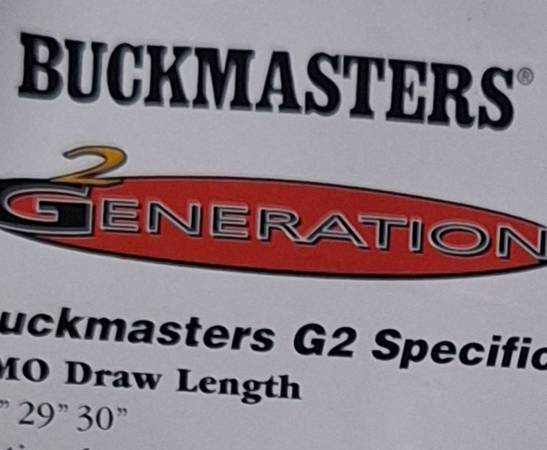 BUCKMASTERS®
2
GENERATION
uckmasters G2 Specific
MO Draw Length
” 29” 30”